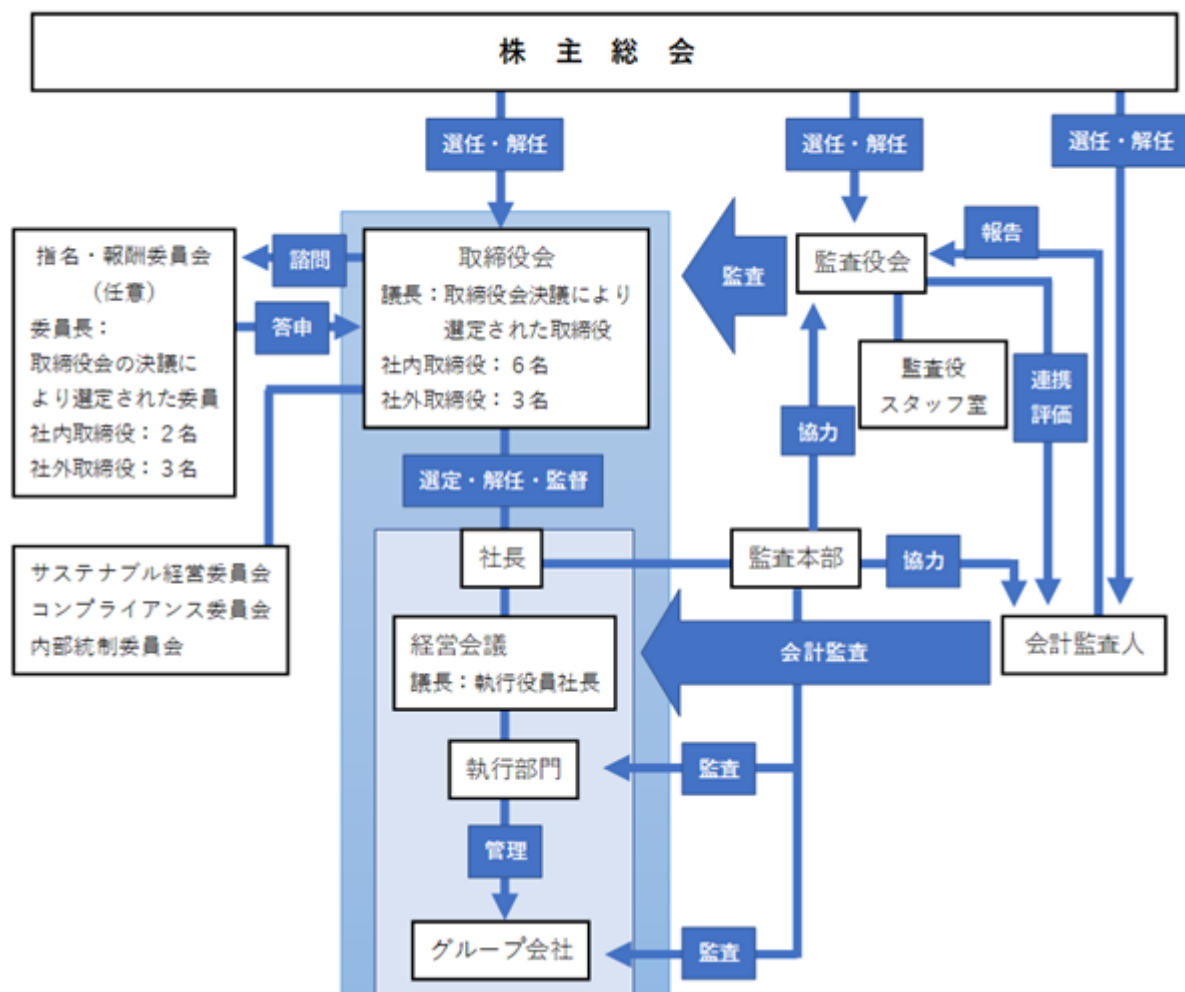 株 主 総 会
選任・解任
選任・解任
選任・解任
指名・報酬委員会
（任意）
委員長：
取締役会の決議に
より選定された委員
社内取締役：２名
社外取締役：３名
諮問
答申
取締役会
議長：取締役会決議により
選定された取締役
社内取締役：６名
社外取締役：３名
監査
監査役会
報告
監査役
スタッフ室
連携
評価
協力
選定・解任・監督
サステナブル経営委員会
コンプライアンス委員会
内部統制委員会
社長
監査本部
協力
経営会議
議長：執行役員社長
会計監査
会計監査人
執行部門
監査
管理
グループ会社
監査